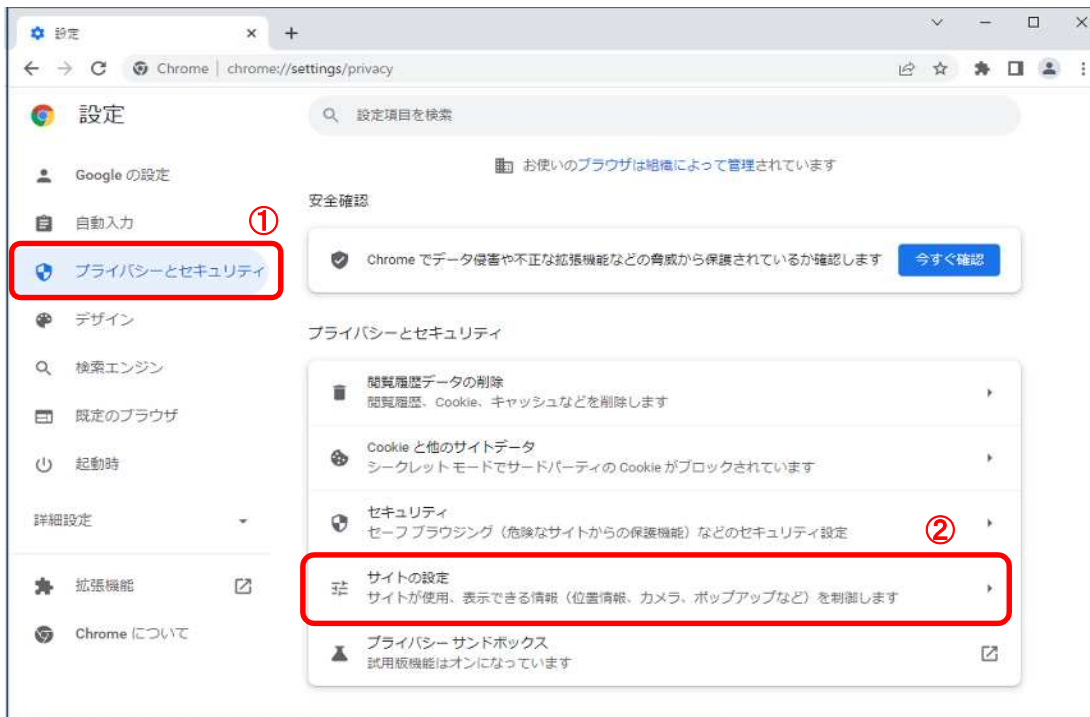 設定
Chrome | chrome://settings/privacy
設定
設定項目を検索
お使いのブラウザは組織によって管理されています
Google の設定
自動入力
①
プライバシーとセキュリティ
デザイン
検索エンジン
既定のブラウザ
起動時
詳細設定
拡張機能
Chrome について
安全確認
Chrome でデータ侵害や不正な拡張機能などの脅威から保護されているか確認します
今すぐ確認
プライバシーとセキュリティ
閲覧履歴データの削除
閲覧履歴、Cookie、キャッシュなどを削除します
Cookie と他のサイトデータ
シークレット モードでサードパーティの Cookie がブロックされています
セキュリティ
セーフ ブラウジング（危険なサイトからの保護機能）などのセキュリティ設定
②
サイトの設定
サイトが使用、表示できる情報（位置情報、カメラ、ポップアップなど）を制御します
プライバシー サンドボックス
試用版機能はオンになっています